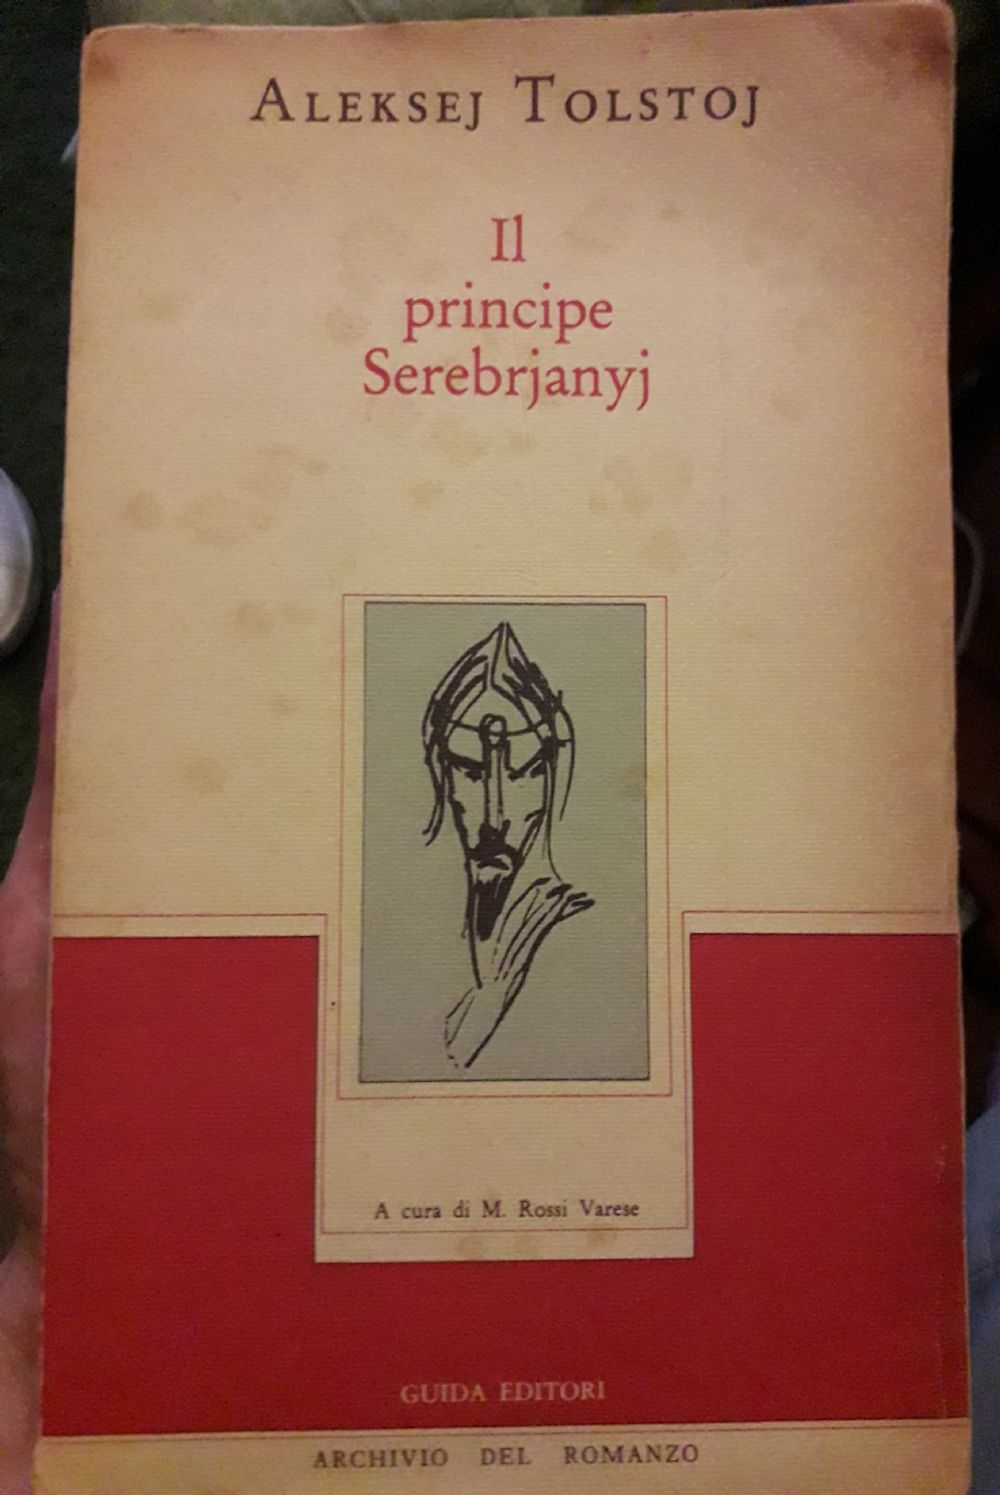 ALEKSEJ TOLSTOJ
Il
principe
Serebrjanyj
A cura di M. Rossi Varese
GUIDA EDITORI
ARCHIVIO DEL ROMANZO